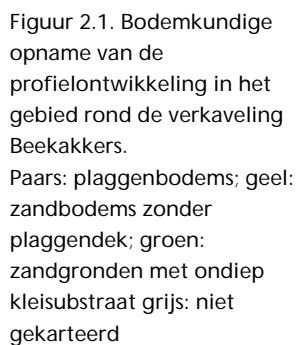 Figuur 2.1. Bodemkundige
opname van de
profielontwikkeling in het
gebied rond de verkaveling
Beekakkers.
Paars: plaggenbodems; geel:
zandbodems zonder
plaggendek; groen:
zandgronden met ondiep
kleisubstraat grijs: niet
gekarteerd